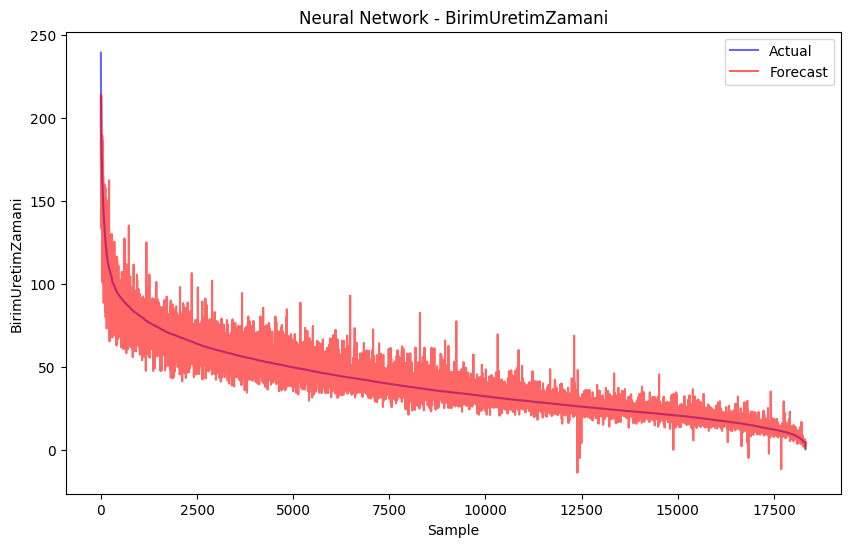 Neural Network - BirimUretimZamani
Actual
Forecast
BirimUretimZamani
250
200
150
100
50
0
0 2500 5000 7500 10000 12500 15000 17500
Sample